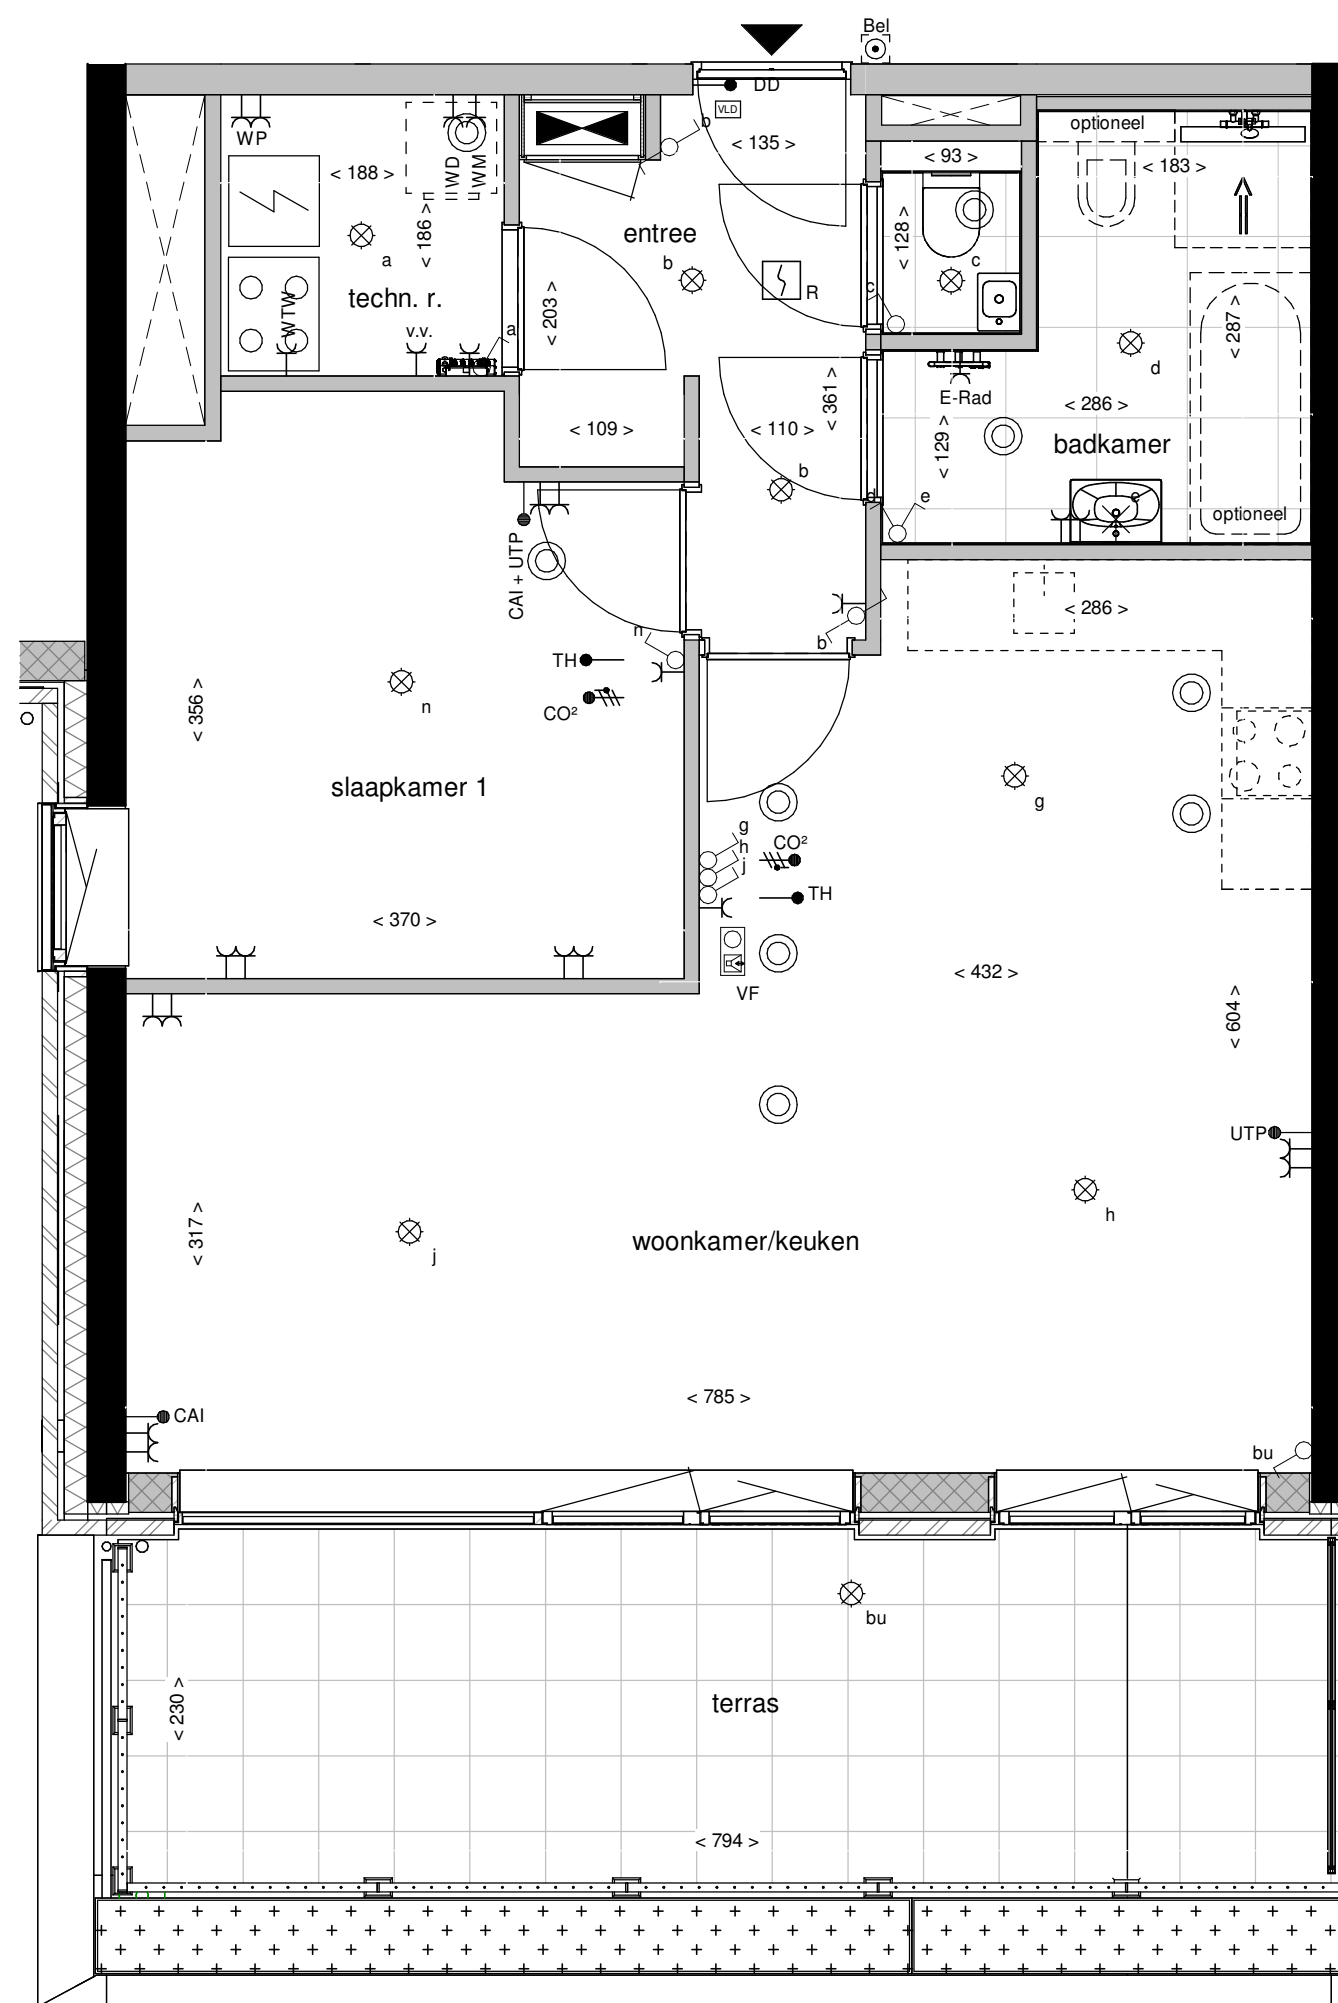 Bel
DD
VLD
b
< 135 >
WP
< 188 >
WD
WM
< 186 >
a
techn. r.
WTW
v.v.
a
entree
b
R
< 203 >
< 93 >
< 128 >
c
c
optioneel
< 183 >
< 287 >
d
E-Rad
< 286 >
badkamer
< 129 >
optioneel
e
d
e
< 109 >
< 110 >
< 361 >
b
CAI + UTP
n
TH
CO²
n
b
< 286 >
< 356 >
slaapkamer 1
< 370 >
g
g
h
j
CO²
TH
VF
< 432 >
< 604 >
UTP
h
< 317 >
j
woonkamer/keuken
< 785 >
CAI
bu
bu
terras
< 230 >
< 794 >